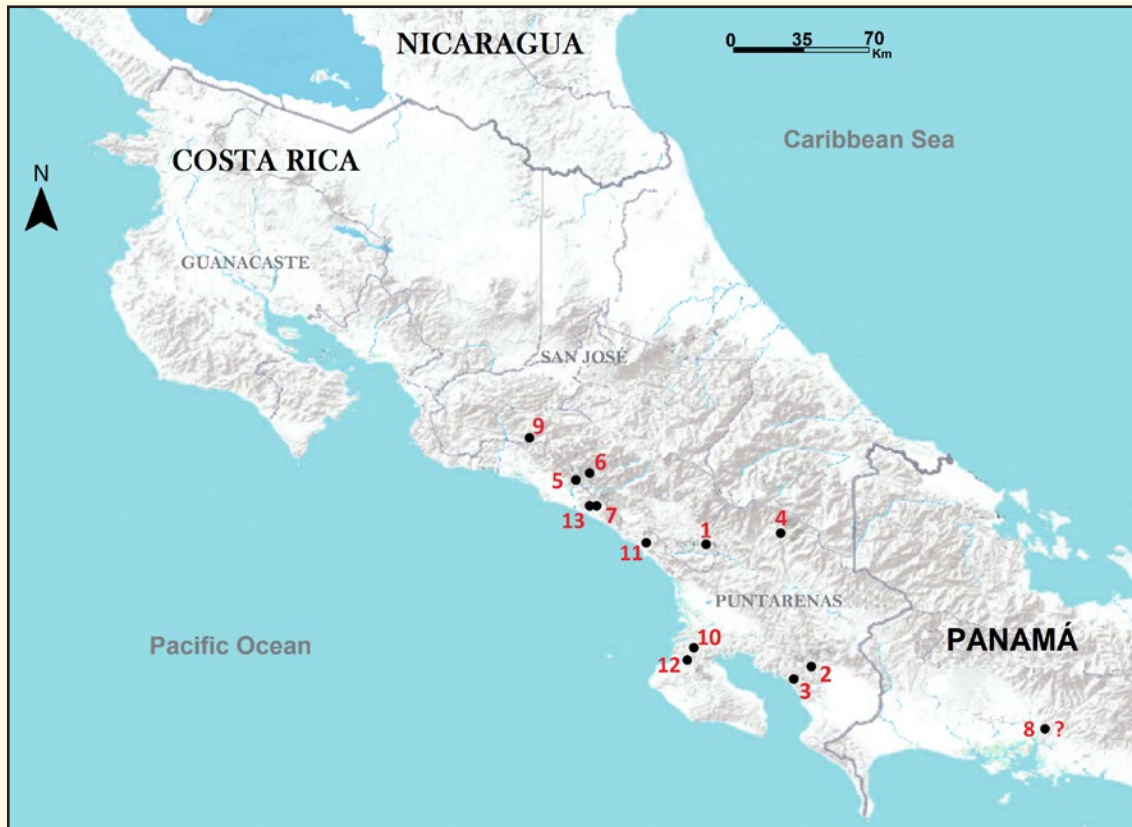 NICARAGUA
0 35 70
Km
Caribbean Sea
COSTA RICA
N
GUANACASTE
SAN JOSÉ
9
6
5
13 7
11 1 4
PUNTARENAS
Pacific Ocean
PANAMÁ
10
12 2
3
8 ?